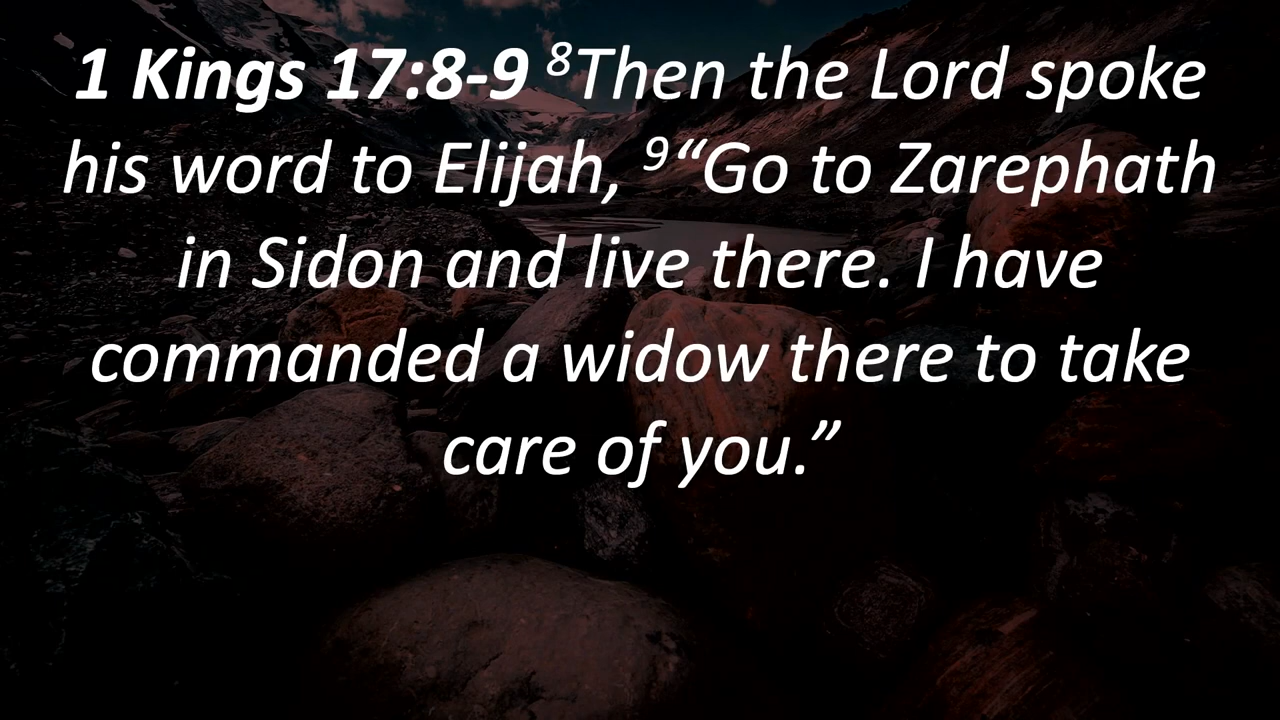 1 Kings 17:8-9 ⁸Then the Lord spoke
his word to Elijah, ⁹“Go to Zarephath
in Sidon and live there. I have
commanded a widow there to take
care of you.”